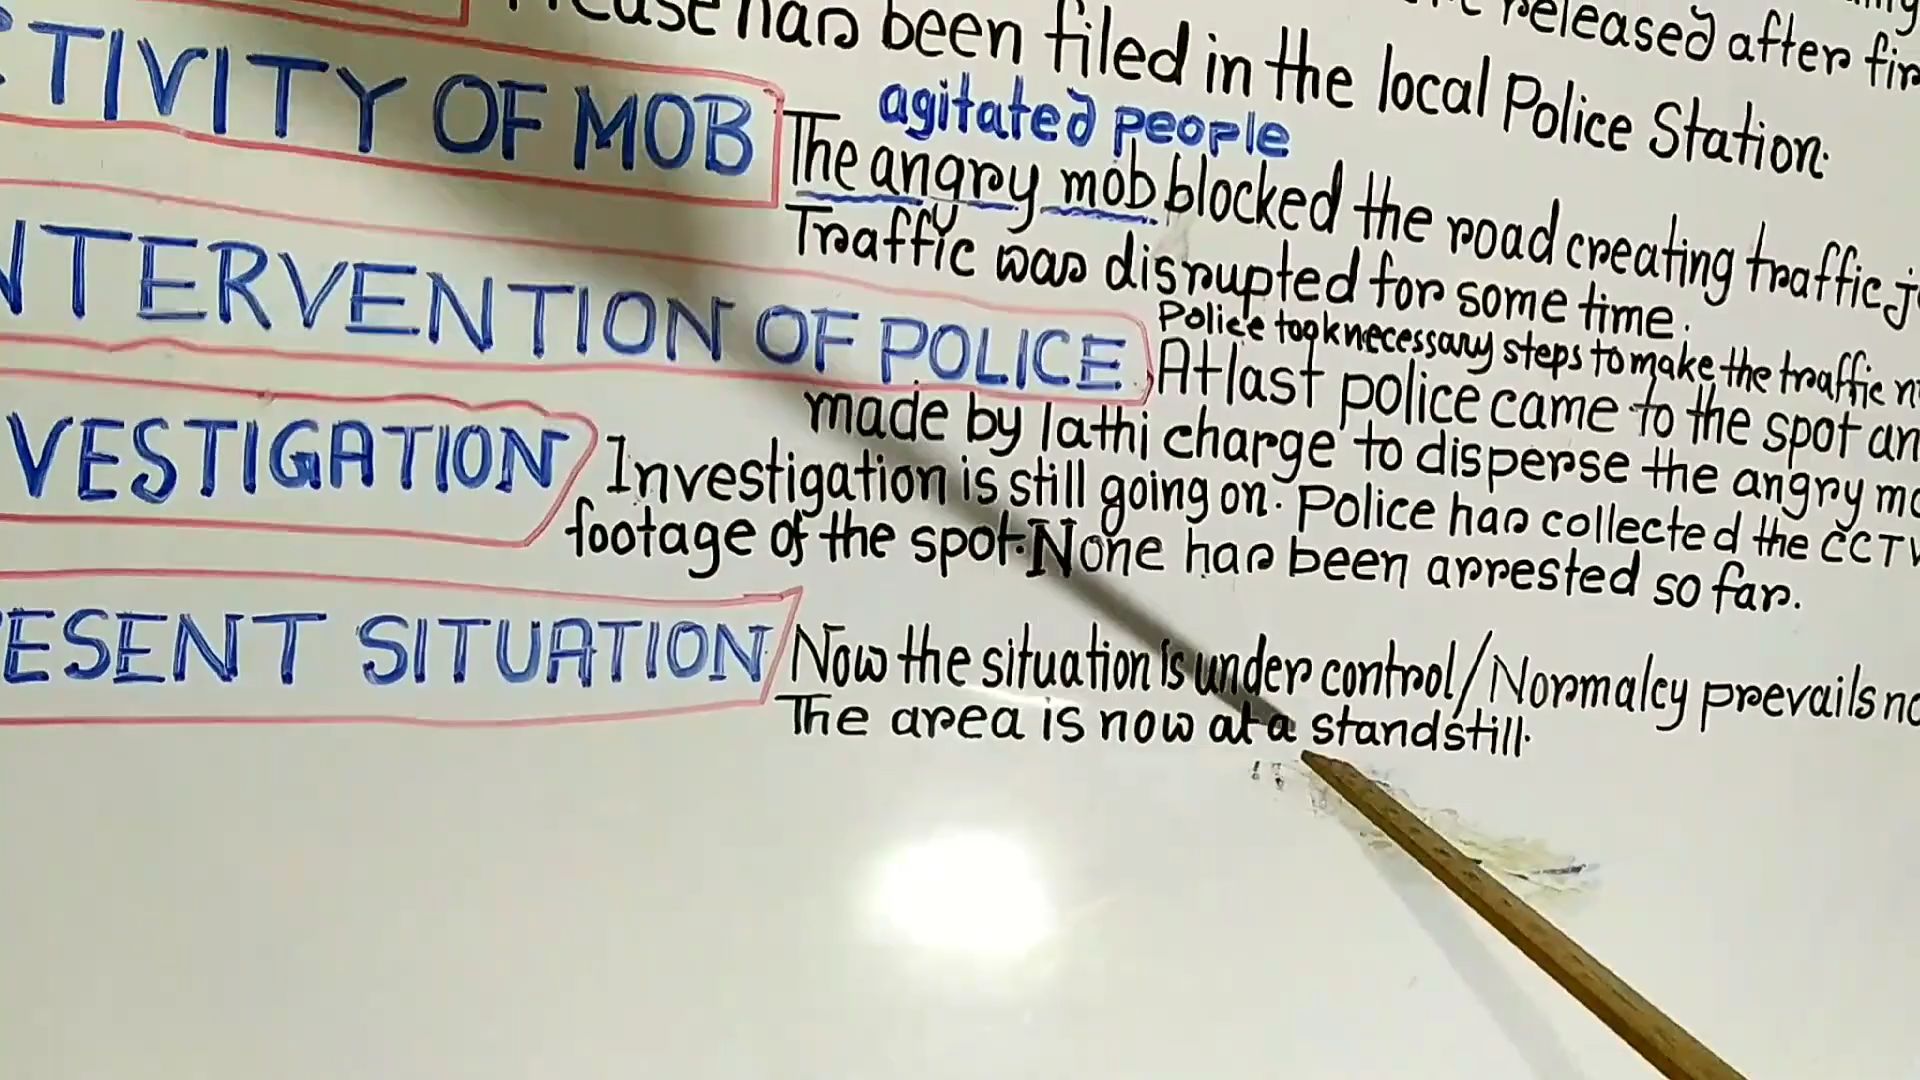 released after
case has been filed in the local Police Station.
agitated people
TIVITY OF MOB The angry mob blocked the road creating traffic
Traffic was disrupted for some time.
Police took necessary steps to make the traffic
NTERVENTION OF POLICE At last police came to the spot
made by lathi charge to disperse the angry
VESTIGATION Investigation is still going on. Police has collected the CCTV
footage of the spot. None has been arrested so far.
ESENT SITUATION Now the situation is under control/Normalcy prevails
The area is now at a standstill.